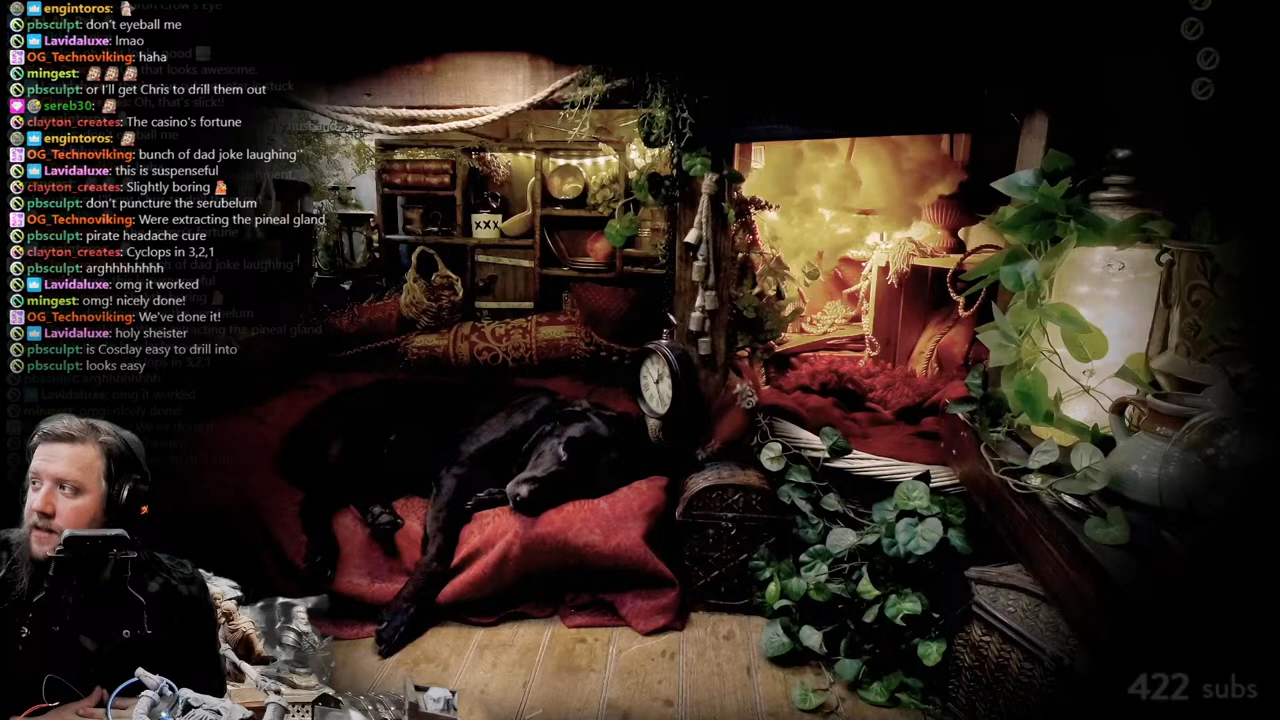 engintoros:
pbsculpt: don't eyeball me
Lavidaluxe: lmao
OG_Technoviking: haha
mingest:
pbsculpt: or I'll get Chris to drill them out
sereb30:
clayton_creates: The casino's fortune
engintoros:
OG_Technoviking: bunch of dad joke laughing"
Lavidaluxe: this is suspenseful
clayton_creates: Slightly boring
pbsculpt: don't puncture the serubelum
OG_Technoviking: Were extracting the pineal gland
pbsculpt: pirate headache cure
clayton_creates: Cyclops in 3,2,1
pbsculpt: arghhhhhhhh
Lavidaluxe: omg it worked
mingest: omg! nicely done!
OG_Technoviking: We've done it!
Lavidaluxe: holy sheister
pbsculpt: is Cosclay easy to drill into
pbsculpt: looks easy
XXX
422 subs